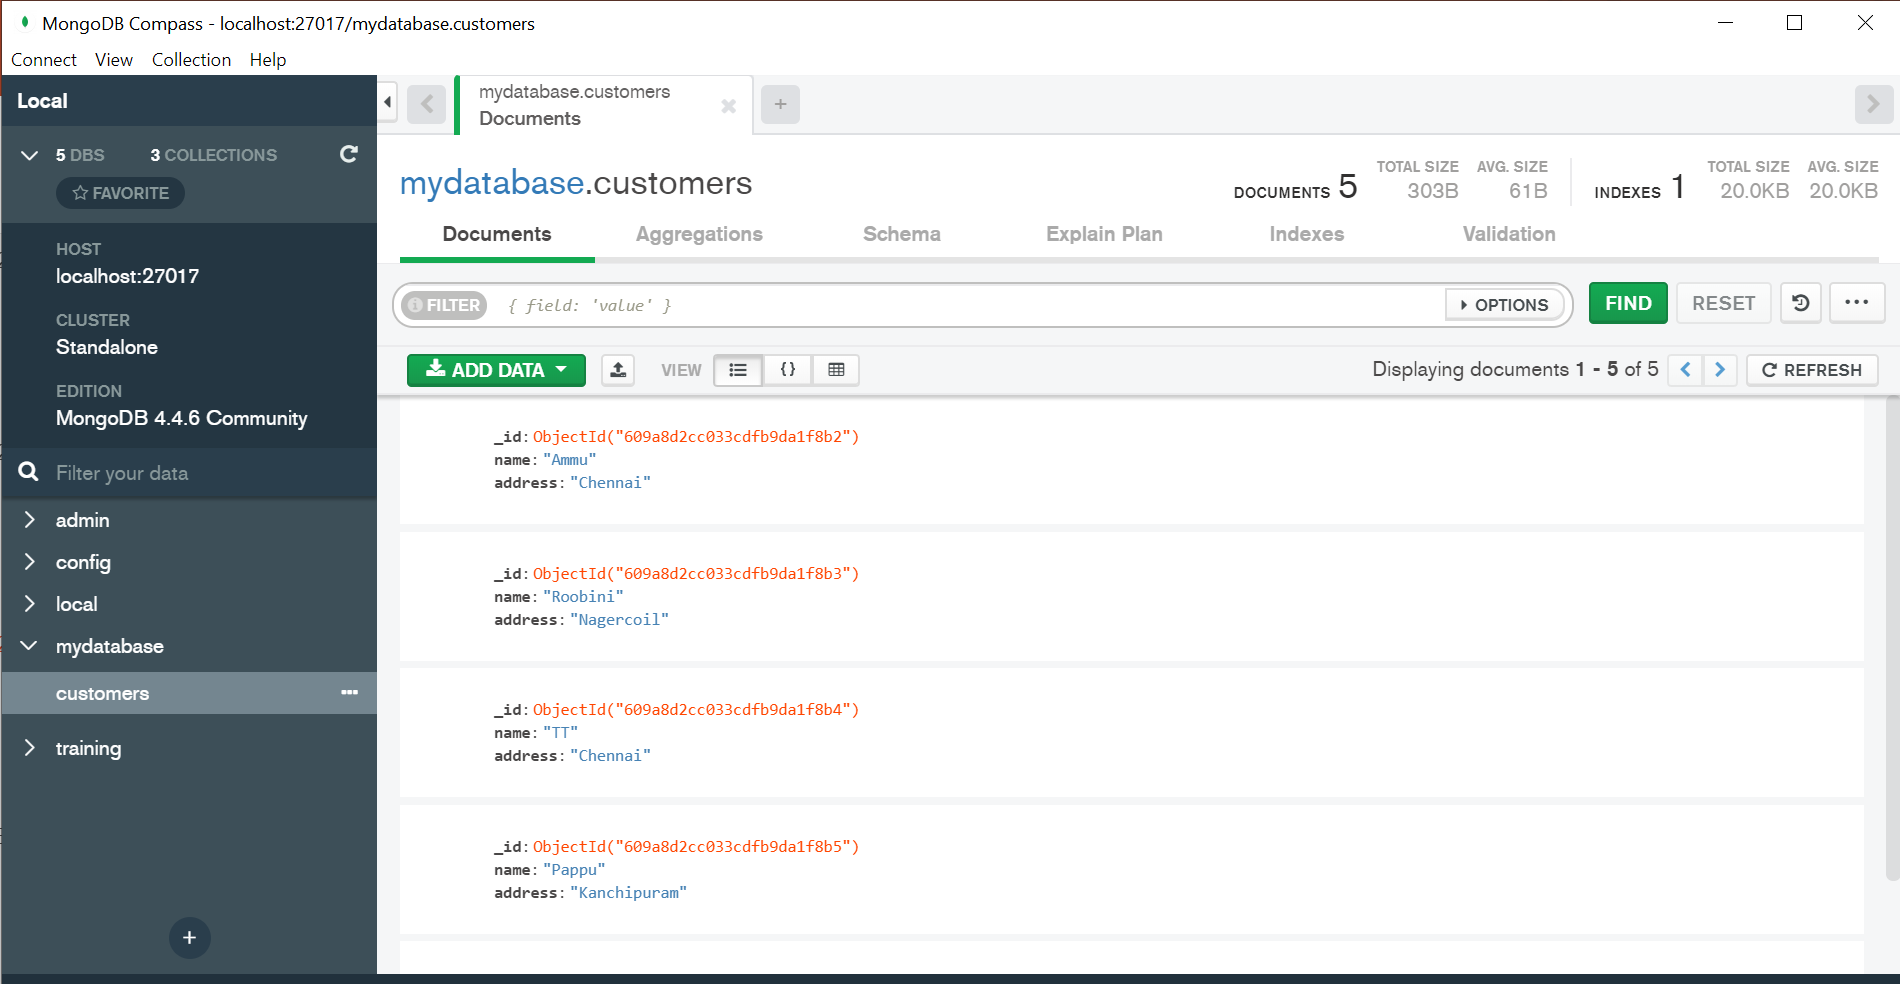 MongoDB Compass - localhost:27017/mydatabase.customers
Connect View Collection Help
Local
5 DBS 3 COLLECTIONS
FAVORITE
HOST
localhost:27017
CLUSTER
Standalone
EDITION
MongoDB 4.4.6 Community
Filter your data
admin
config
local
mydatabase
customers
training
mydatabase.customers
Documents
mydatabase.customers
DOCUMENTS 5
TOTAL SIZE
303B
AVG. SIZE
61B
INDEXES 1
TOTAL SIZE
20.0KB
AVG. SIZE
20.0KB
Documents Aggregations Schema Explain Plan Indexes Validation
FILTER { field: 'value' } OPTIONS FIND RESET
ADD DATA VIEW {} Displaying documents 1 - 5 of 5 REFRESH
_id: ObjectId("609a8d2cc033cdfb9da1f8b2")
name: "Ammu"
address: "Chennai"
_id: ObjectId("609a8d2cc033cdfb9da1f8b3")
name: "Roobini"
address: "Nagercoil"
_id: ObjectId("609a8d2cc033cdfb9da1f8b4")
name: "TT"
address: "Chennai"
_id: ObjectId("609a8d2cc033cdfb9da1f8b5")
name: "Pappu"
address: "Kanchipuram"